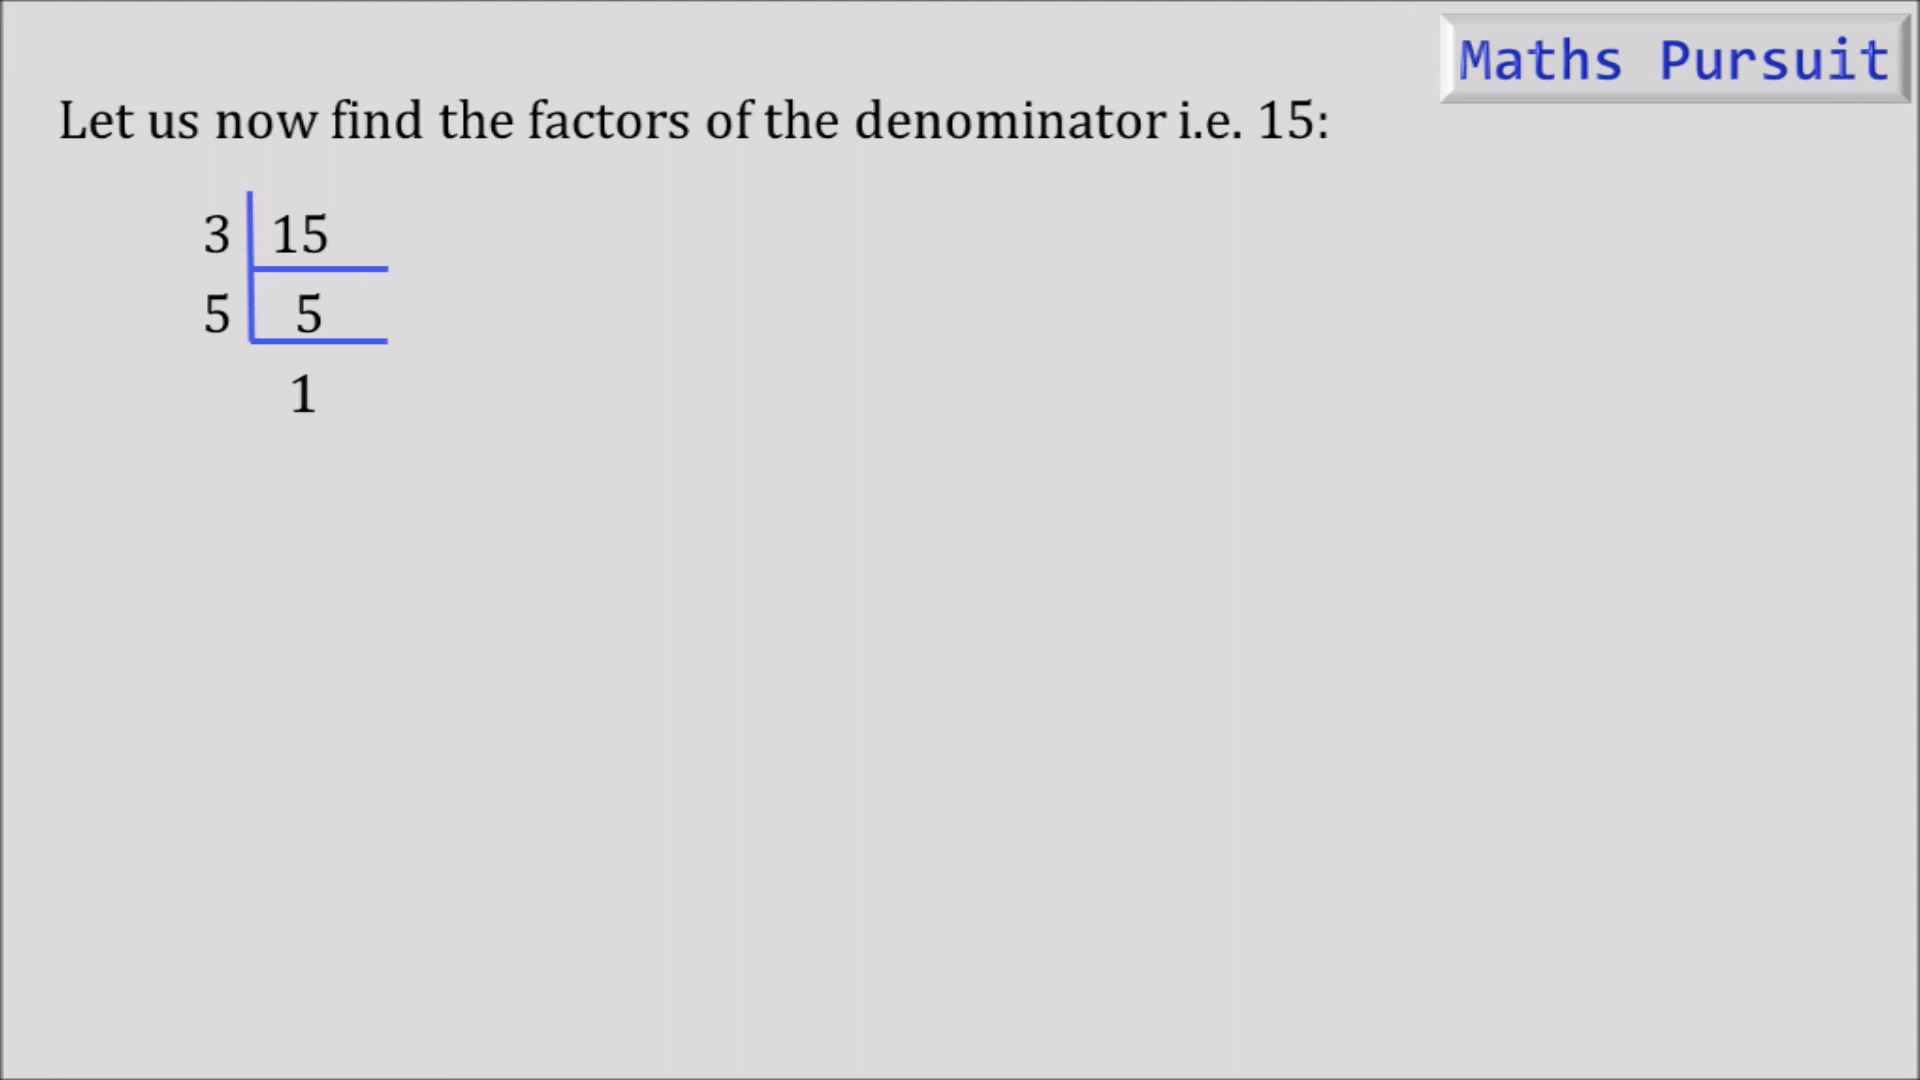 Maths Pursuit
Let us now find the factors of the denominator i.e. 15:
3 15
5 5
1